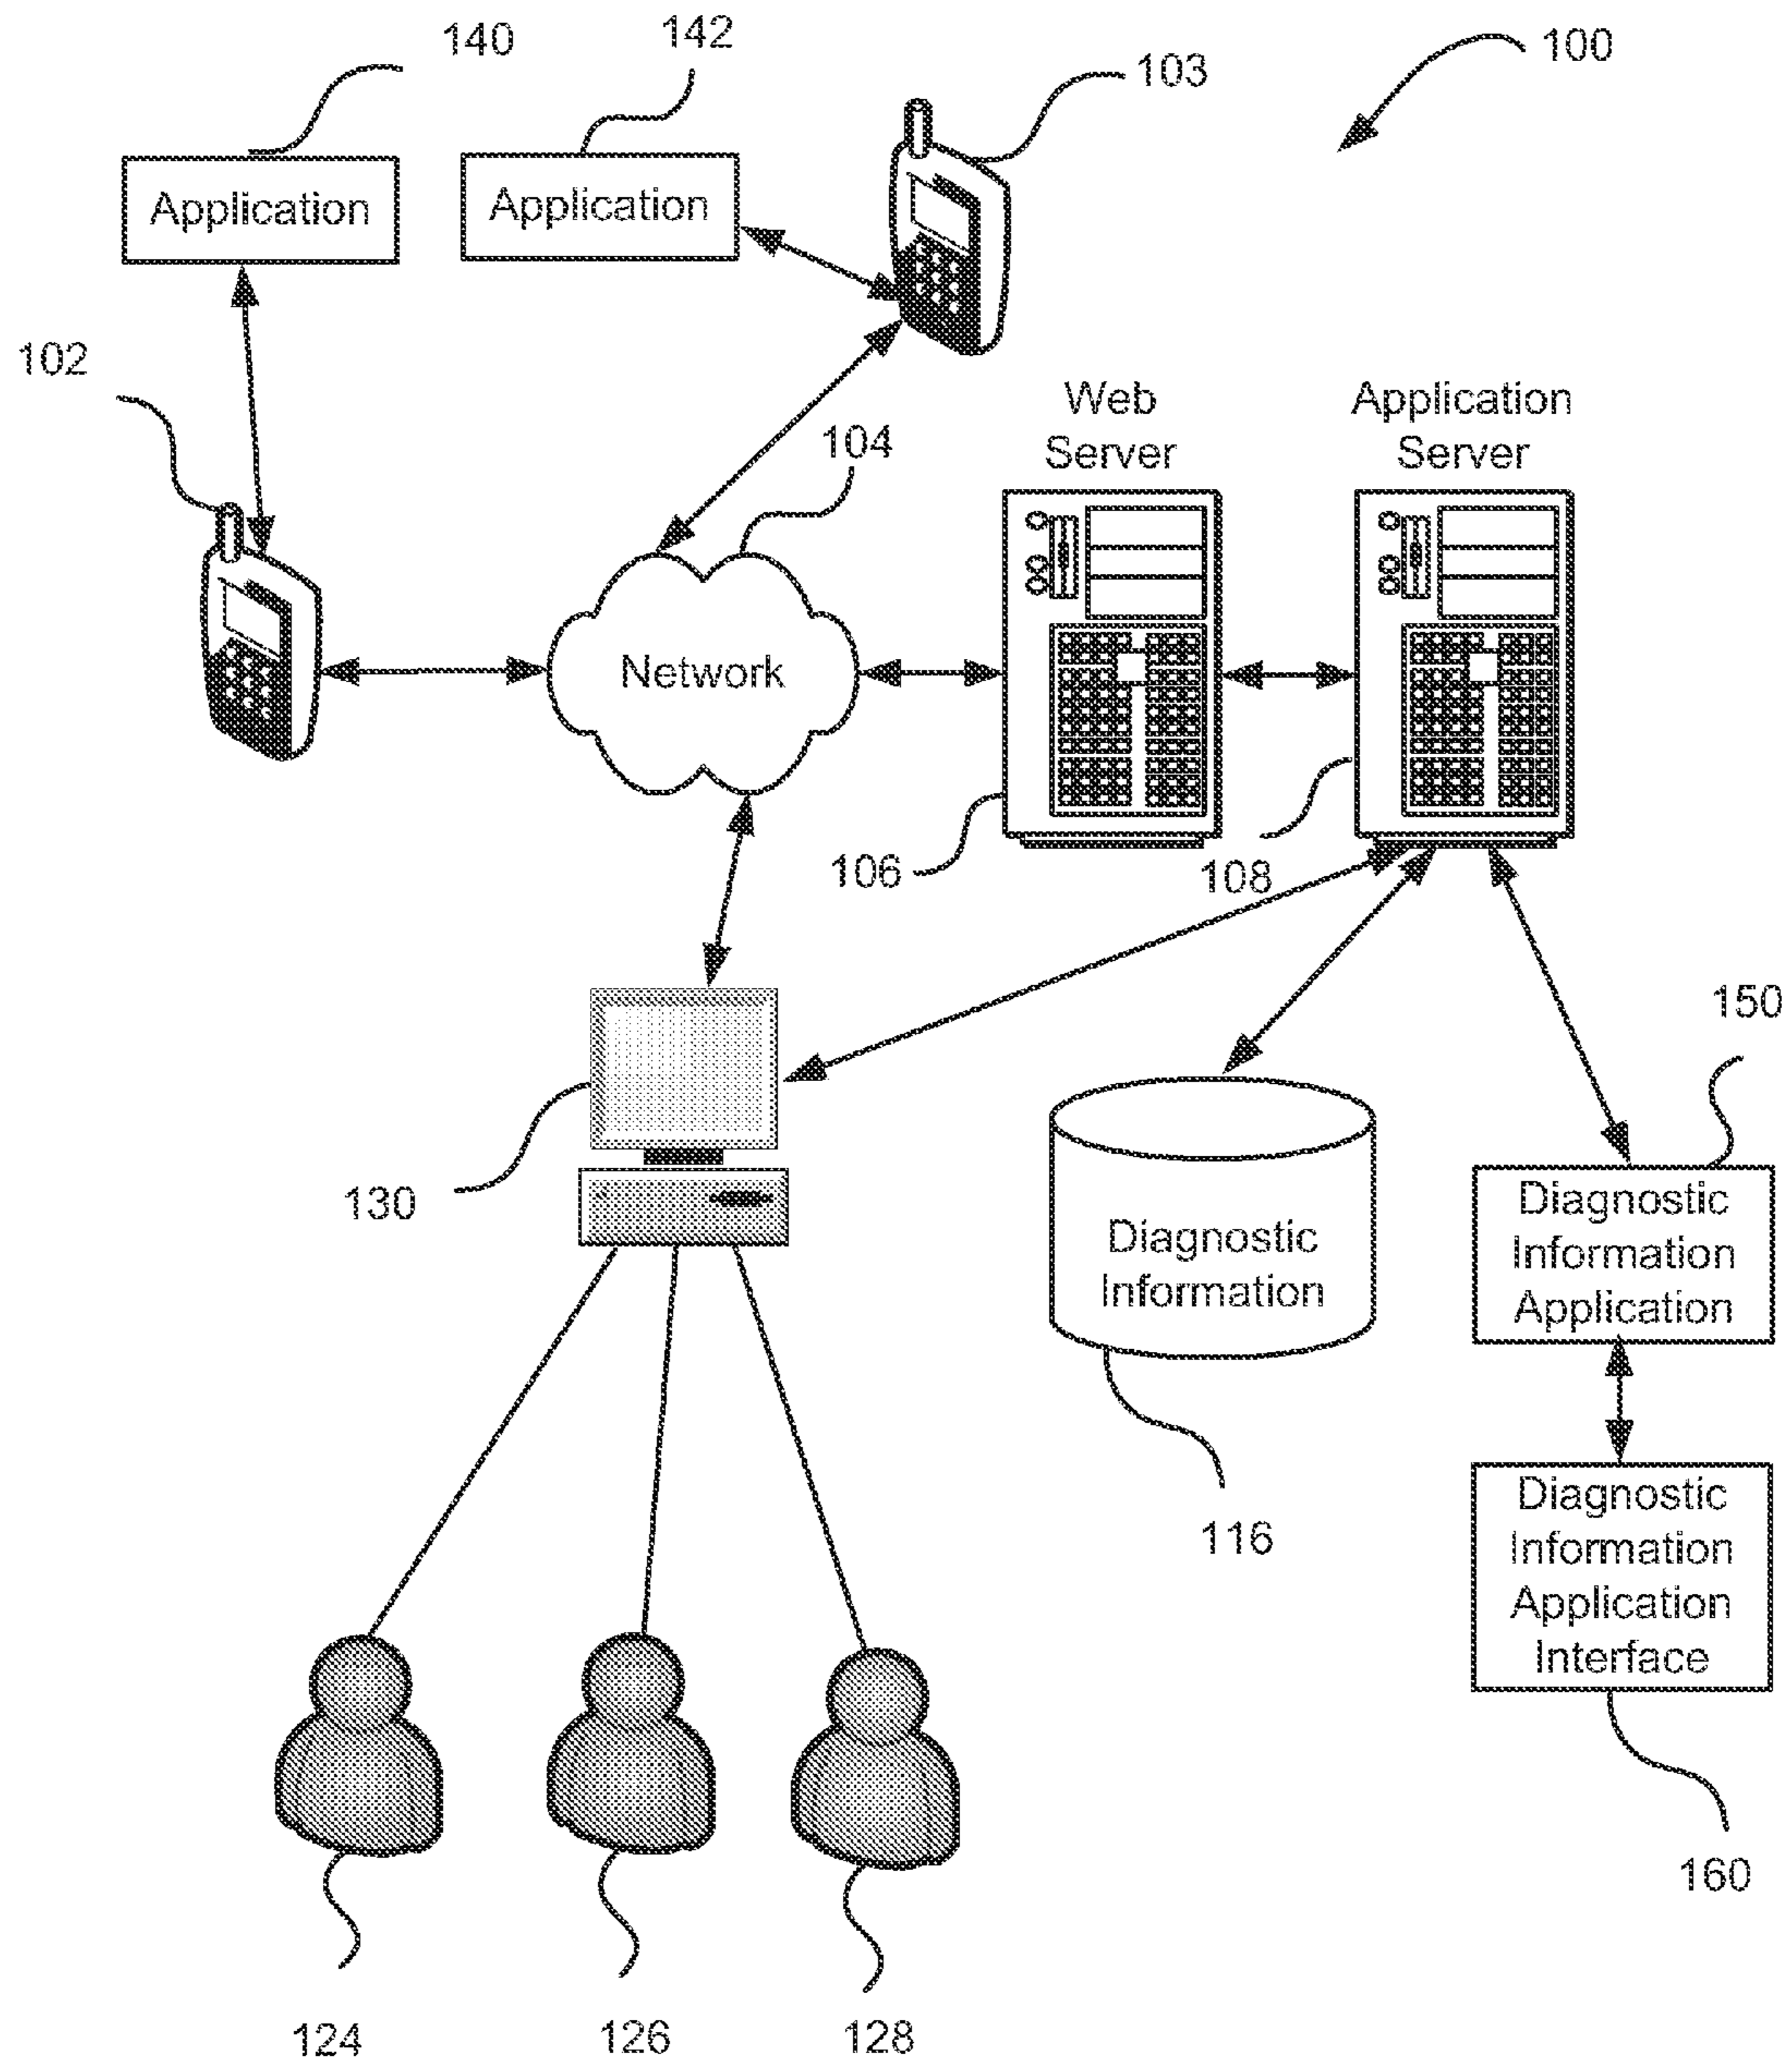 140
142
103
100
Application
Application
102
104
Web
Server
Application
Server
Network
106
108
150
130
Diagnostic
Information
Diagnostic
Information
Application
116
Diagnostic
Information
Application
Interface
160
124
126
128